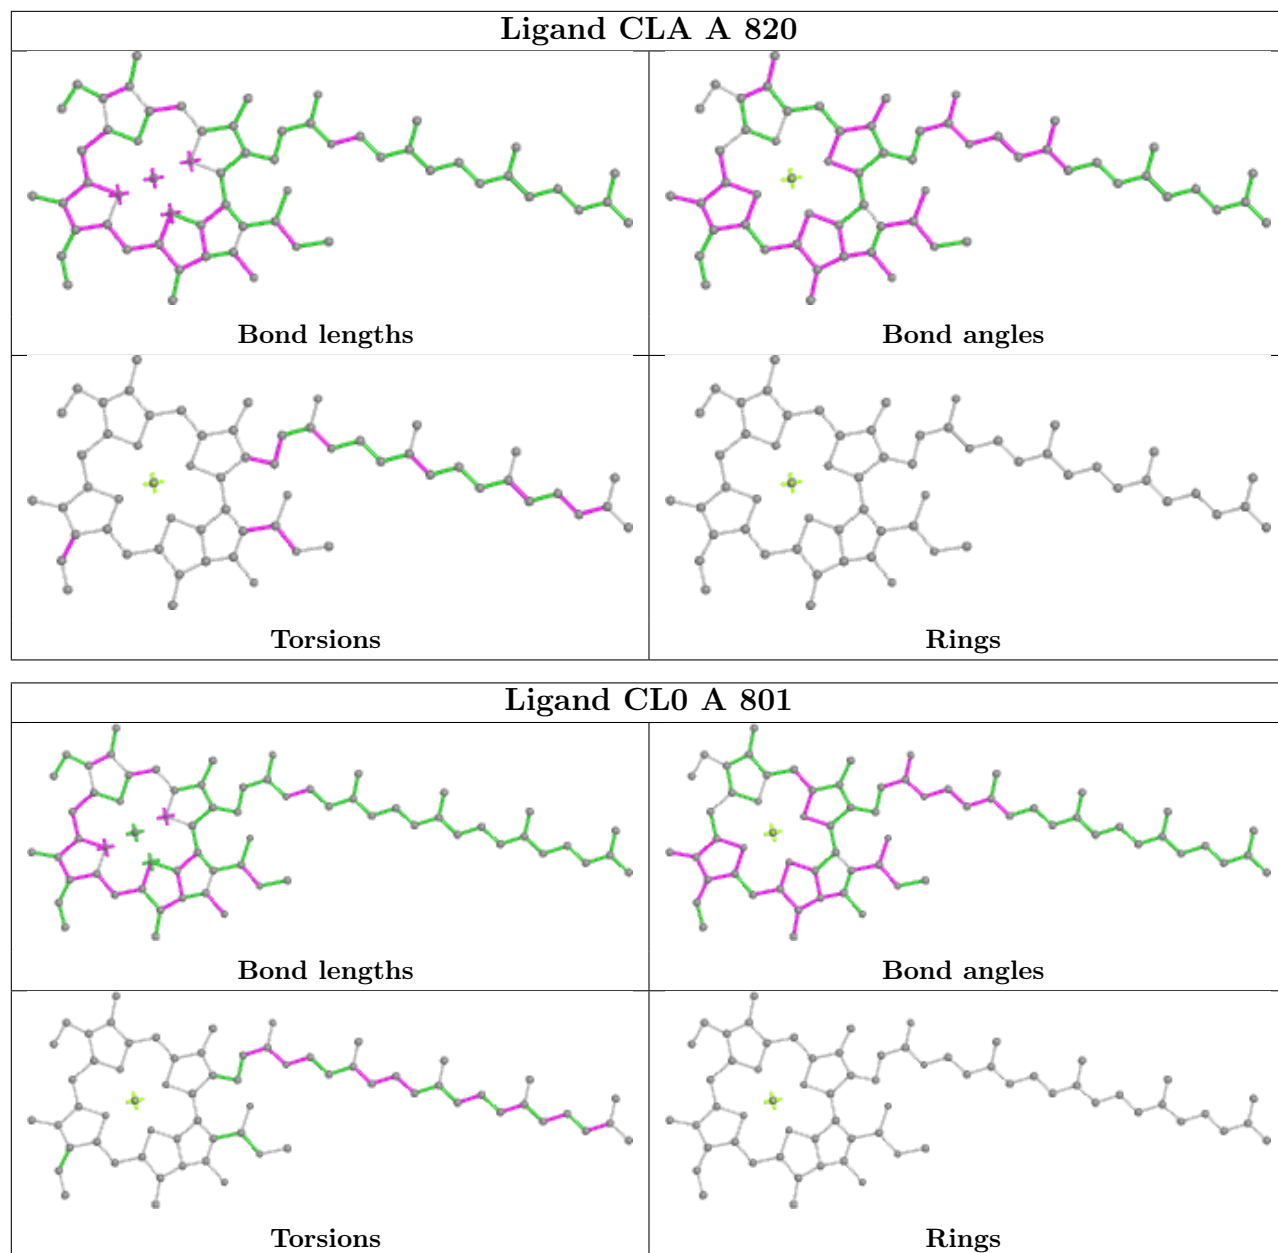 Ligand CLA A 820
Bond lengths
Bond angles
Torsions
Rings
Ligand CL0 A 801
Bond lengths
Bond angles
Torsions
Rings